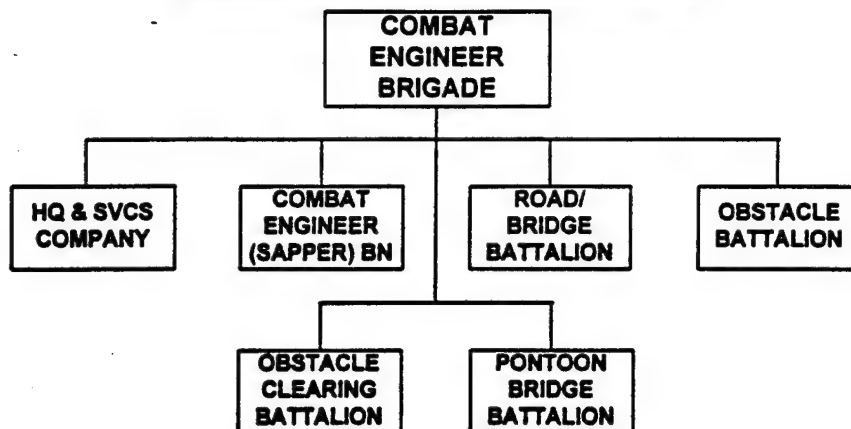 COMBAT
ENGINEER
BRIGADE
HQ & SVCS
COMPANY
COMBAT
ENGINEER
(SAPPER) BN
ROAD/
BRIDGE
BATTALION
OBSTACLE
BATTALION
OBSTACLE
CLEARING
BATTALION
PONTOON
BRIDGE
BATTALION